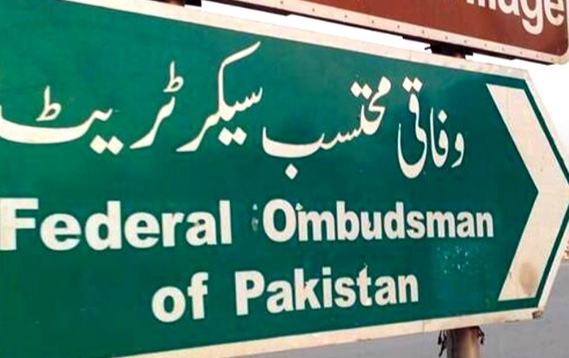 وفاقی محتسب سیکرٹریٹ
Federal Ombudsman
of Pakistan